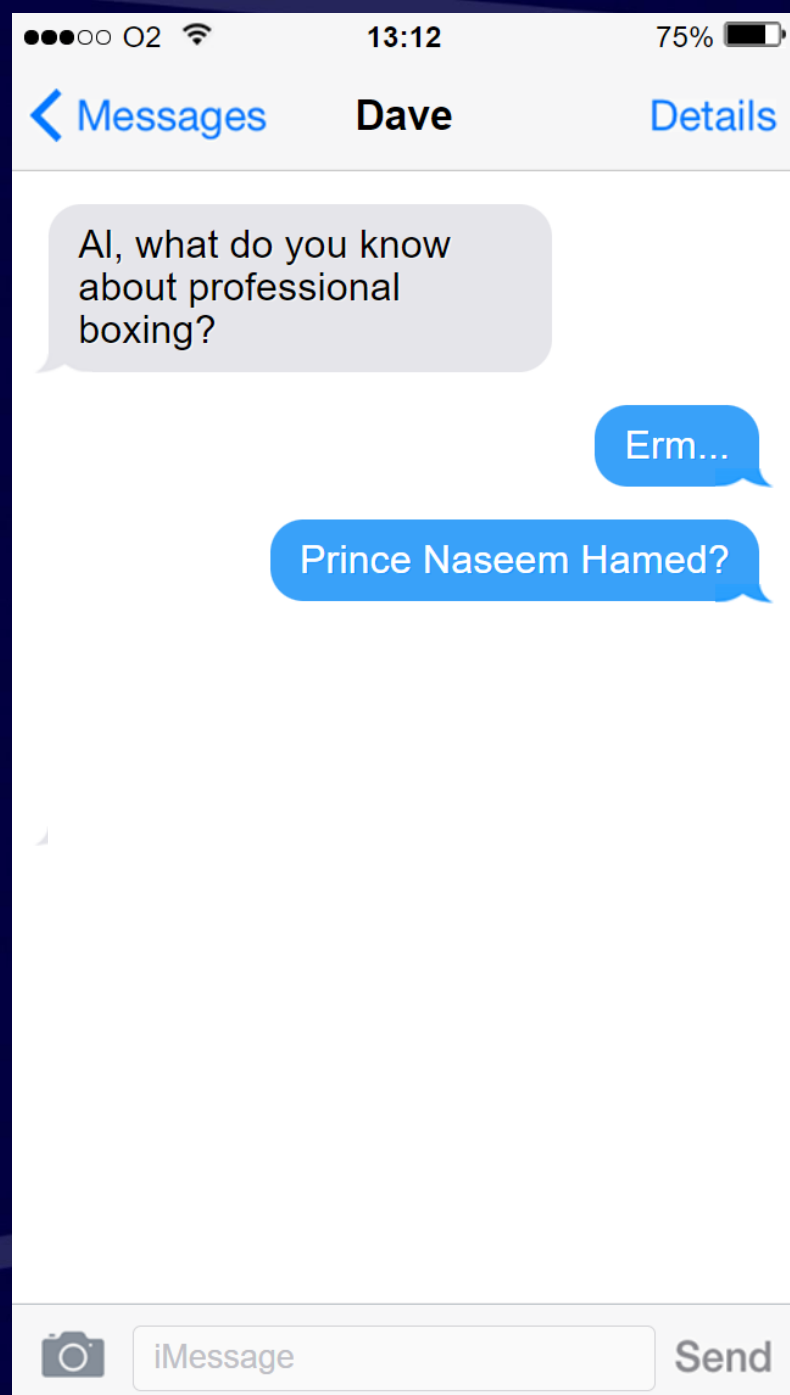 O2 13:12 75%
Messages Dave Details
Al, what do you know
about professional
boxing?
Erm...
Prince Naseem Hamed?
iMessage Send